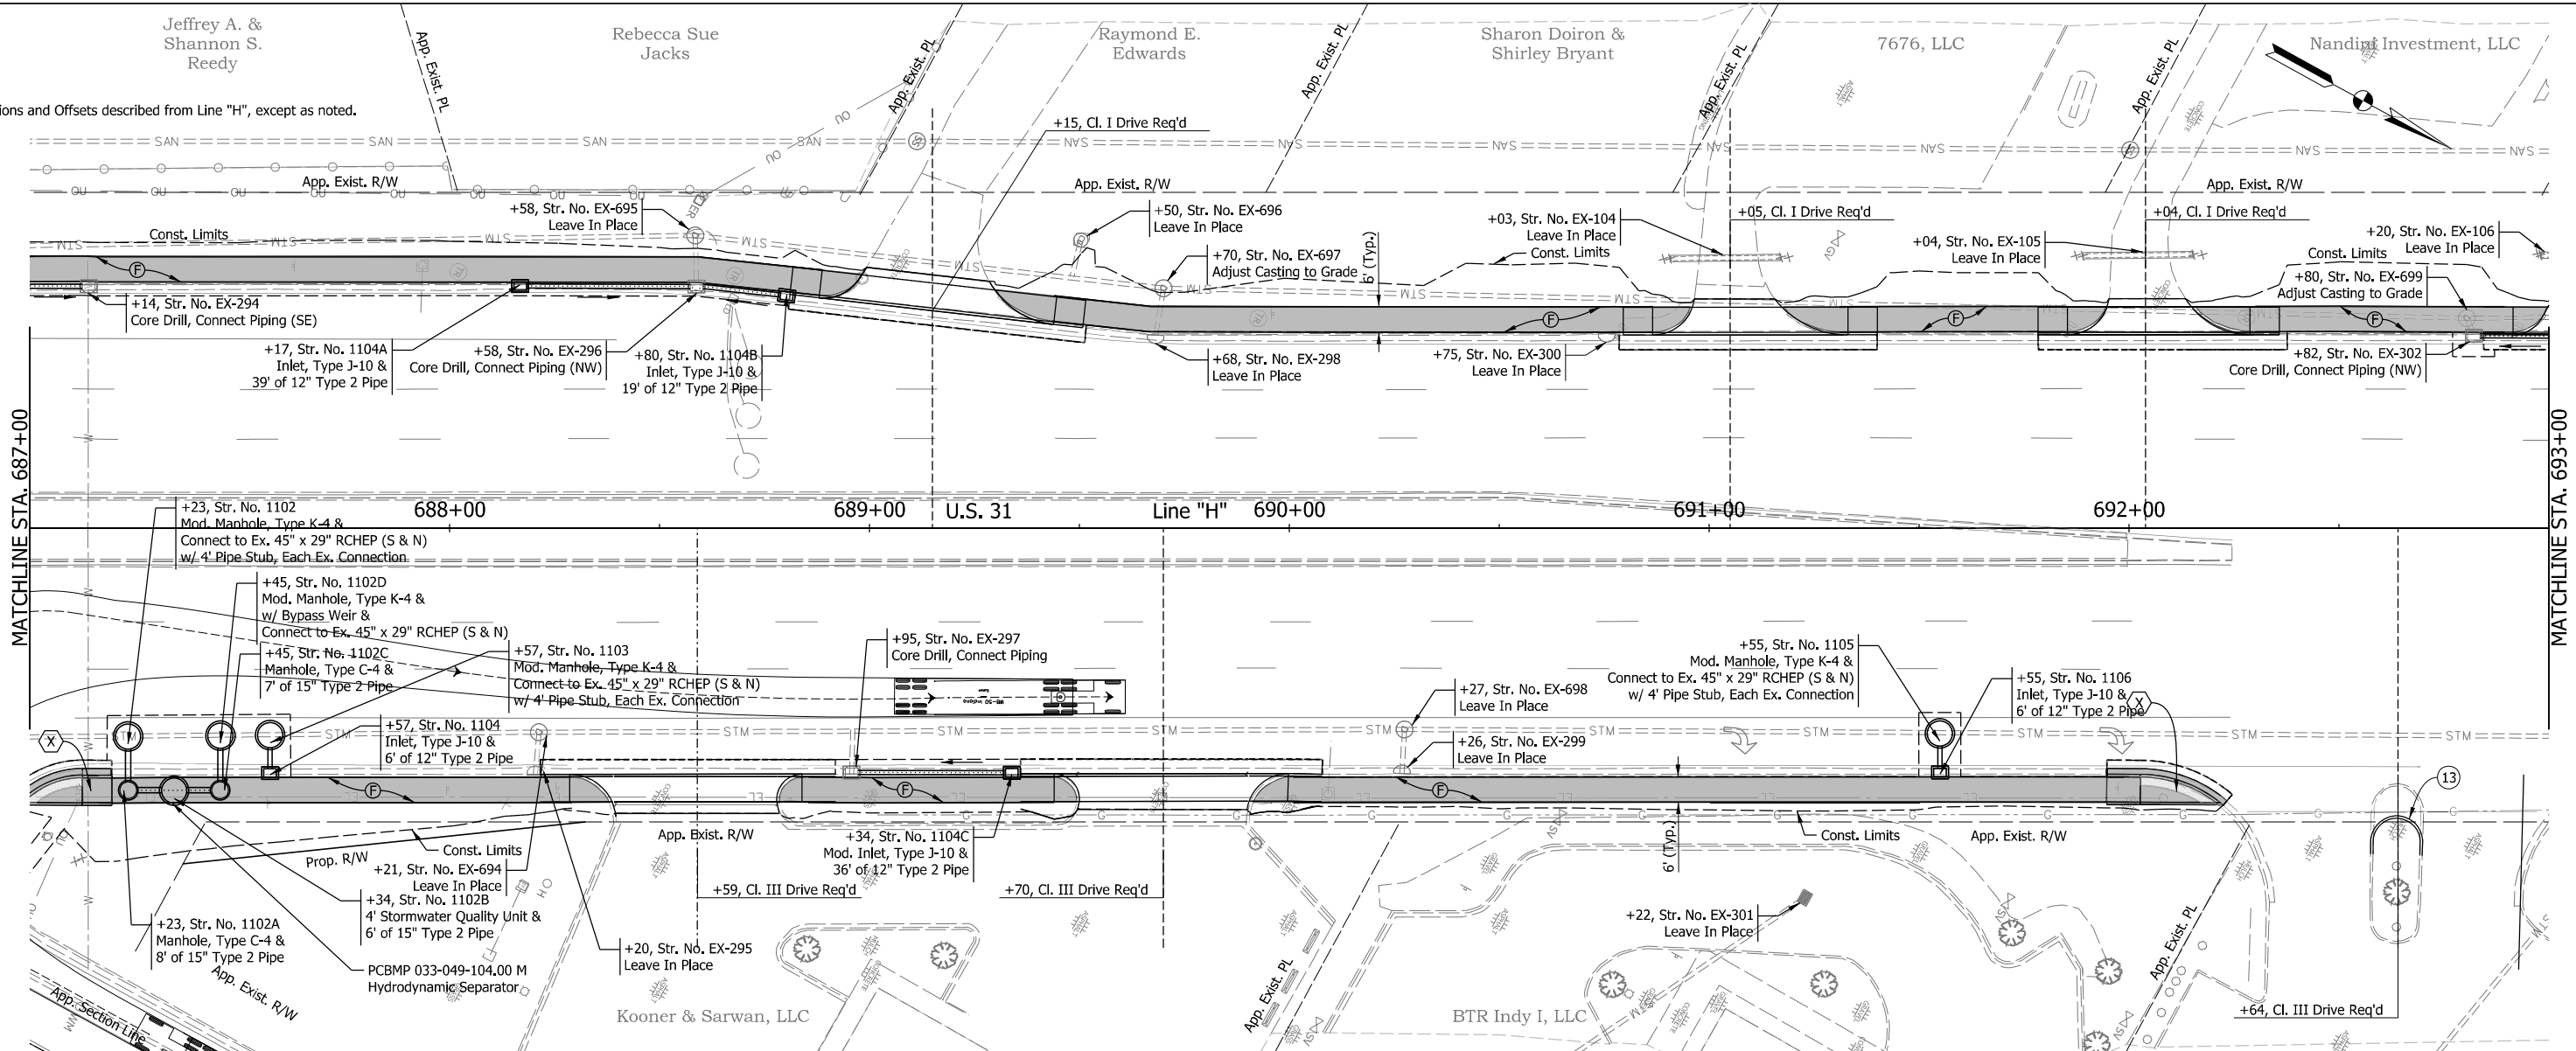 Jeffrey A. &
Shannon S.
Reedy
Rebecca Sue
Jacks
Raymond E.
Edwards
Sharon Doiron &
Shirley Bryant
7676, LLC
Nandini Investment, LLC
App. Exist. PL
App. Exist. PL
App. Exist. PL
App. Exist. PL
App. Exist. PL
ions and Offsets described from Line "H", except as noted.
+15, Cl. I Drive Req'd
SAN SAN SAN SAN SAN SAN SAN SAN SAN SAN SAN
App. Exist. R/W
App. Exist. R/W
App. Exist. R/W
OU OU OU OU OU OU OU OU OU
+58, Str. No. EX-695
Leave In Place
+50, Str. No. EX-696
Leave In Place
+03, Str. No. EX-104
Leave In Place
+05, Cl. I Drive Req'd
+04, Cl. I Drive Req'd
+04, Str. No. EX-105
Leave In Place
+20, Str. No. EX-106
Leave In Place
Const. Limits
Const. Limits
Const. Limits
+70, Str. No. EX-697
Adjust Casting to Grade
6' (Typ.)
+80, Str. No. EX-699
Adjust Casting to Grade
STM STM STM STM STM STM STM STM STM
F
F
F
F
+14, Str. No. EX-294
Core Drill, Connect Piping (SE)
+17, Str. No. 1104A
Inlet, Type J-10 &
39' of 12" Type 2 Pipe
+58, Str. No. EX-296
Core Drill, Connect Piping (NW)
+80, Str. No. 1104B
Inlet, Type J-10 &
19' of 12" Type 2 Pipe
+68, Str. No. EX-298
Leave In Place
+75, Str. No. EX-300
Leave In Place
+82, Str. No. EX-302
Core Drill, Connect Piping (NW)
MATCHLINE STA. 687+00
MATCHLINE STA. 693+00
688+00
689+00
U.S. 31
Line "H"
690+00
691+00
692+00
+23, Str. No. 1102
Mod. Manhole, Type K-4 &
Connect to Ex. 45" x 29" RCHEP (S & N)
w/ 4' Pipe Stub, Each Ex. Connection
+45, Str. No. 1102D
Mod. Manhole, Type K-4 &
w/ Bypass Weir &
Connect to Ex. 45" x 29" RCHEP (S & N)
+45, Str. No. 1102C
Manhole, Type C-4 &
7' of 15" Type 2 Pipe
+57, Str. No. 1103
Mod. Manhole, Type K-4 &
Connect to Ex. 45" x 29" RCHEP (S & N)
w/ 4' Pipe Stub, Each Ex. Connection
+57, Str. No. 1104
Inlet, Type J-10 &
6' of 12" Type 2 Pipe
+95, Str. No. EX-297
Core Drill, Connect Piping
+27, Str. No. EX-698
Leave In Place
+26, Str. No. EX-299
Leave In Place
+55, Str. No. 1105
Mod. Manhole, Type K-4 &
Connect to Ex. 45" x 29" RCHEP (S & N)
w/ 4' Pipe Stub, Each Ex. Connection
+55, Str. No. 1106
Inlet, Type J-10 &
6' of 12" Type 2 Pipe
X
X
STM STM STM STM STM STM STM STM STM STM
F
F
F
13
Prop. R/W
Const. Limits
App. Exist. R/W
+21, Str. No. EX-694
Leave In Place
+34, Str. No. 1104C
Mod. Inlet, Type J-10 &
36' of 12" Type 2 Pipe
6' (Typ.)
Const. Limits
App. Exist. R/W
+59, Cl. III Drive Req'd
+70, Cl. III Drive Req'd
+34, Str. No. 1102B
4' Stormwater Quality Unit &
6' of 15" Type 2 Pipe
+23, Str. No. 1102A
Manhole, Type C-4 &
8' of 15" Type 2 Pipe
+20, Str. No. EX-295
Leave In Place
+22, Str. No. EX-301
Leave In Place
PCBMP 033-049-104.00 M
Hydrodynamic Separator
App. Exist. R/W
App. Section Line
App. Exist. PL
App. Exist. PL
Kooner & Sarwan, LLC
BTR Indy I, LLC
+64, Cl. III Drive Req'd